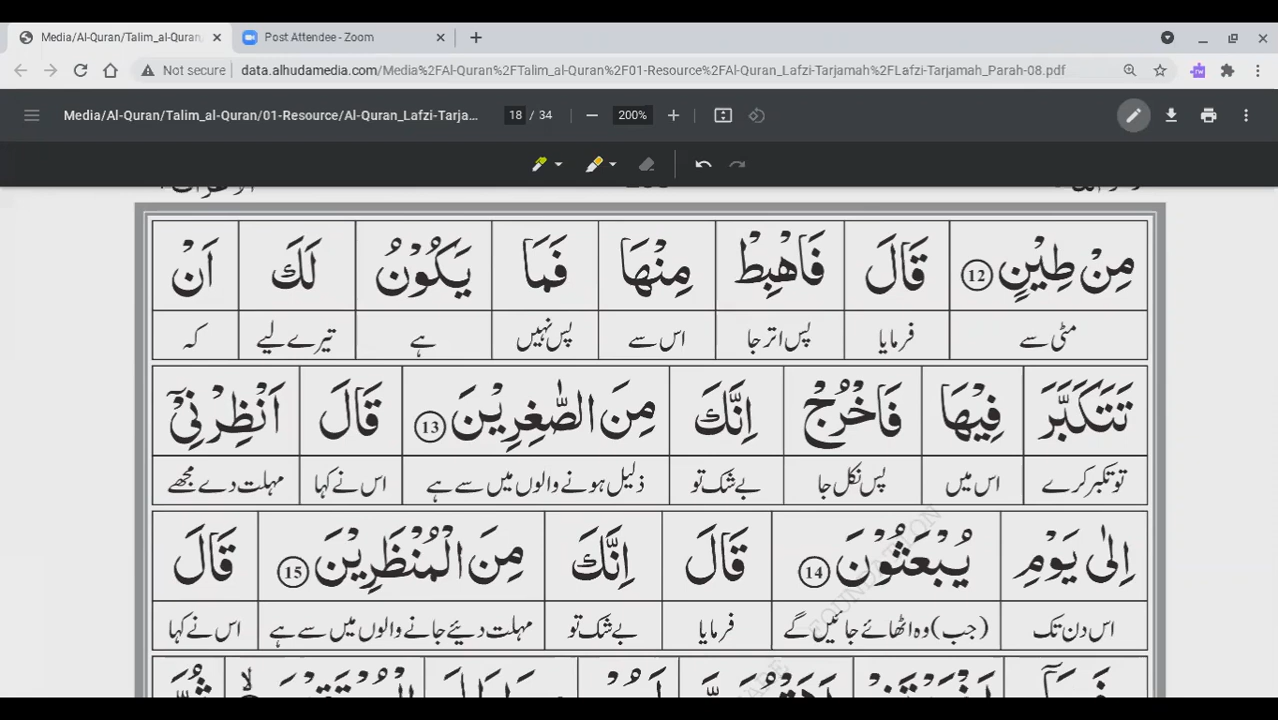 Media/Al-Quran/Talim_al-Quran
Post Attendee - Zoom
Not secure
data.alhudamedia.com/Media%2FAl-Quran%2FTalim_al-Quran%2F01-Resource%2FAl-Quran_Lafzi-Tarjamah%2FLafzi-Tarjamah_Parah-08.pdf
Media/Al-Quran/Talim_al-Quran/01-Resource/Al-Quran_Lafzi-Tarja... 18 / 34 200%
مِنْ طِيْنٍ 12 قَالَ فَاهْبِطْ مِنْهَا فَمَا يَكُوْنُ لَكَ اَنْ
مٹی سے فرمایا پس اتر جا اس سے پس نہیں ہے تیرے لیے کہ
تَتَكَبَّرَ فِيْهَا فَاخْرُجْ اِنَّكَ مِنَ الصّٰغِرِيْنَ 13 قَالَ اَنْظِرْنِيْٓ
تو تکبر کرے اس میں پس نکل جا بے شک تو ذلیل ہونے والوں میں سے ہے اس نے کہا مہلت دے مجھے
اِلٰى يَوْمِ يُبْعَثُوْنَ 14 قَالَ اِنَّكَ مِنَ الْمُنْظَرِيْنَ 15 قَالَ
اس دن تک (جب) وہ اٹھائے جائیں گے فرمایا بے شک تو مہلت دیئے جانے والوں میں سے ہے اس نے کہا
FOUNDATION